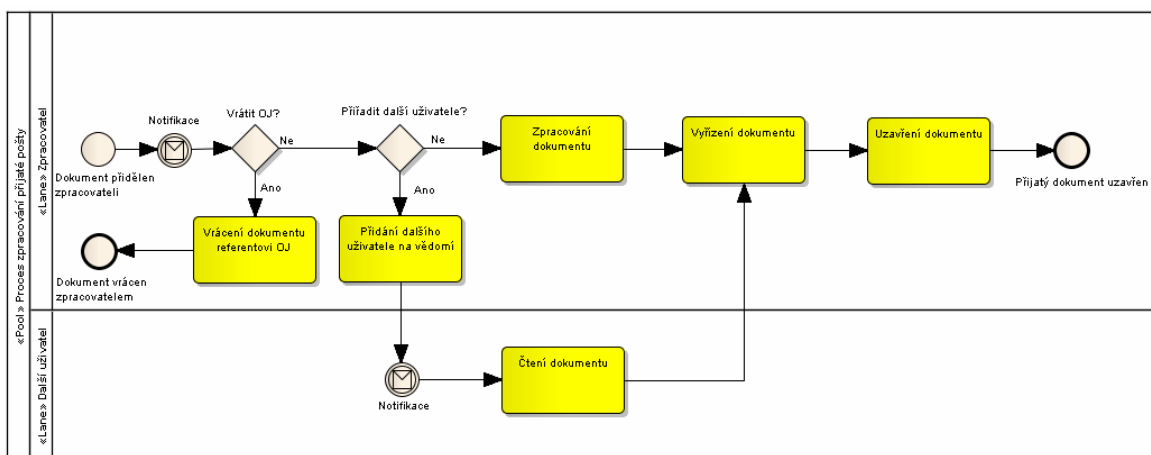 «Pool» Proces zpracování přijaté pošty
«Lane» Zpracovatel
Dokument přidělen
zpracovateli
Notifikace
Vrátit OJ?
Ne
Ano
Přiřadit další uživatele?
Ne
Ano
Zpracování
dokumentu
Vyřízení dokumentu
Uzavření dokumentu
Přijatý dokument uzavřen
Vrácení dokumentu
referentovi OJ
Přidání dalšího
uživatele na vědomí
Dokument vrácen
zpracovatelem
«Lane» Další uživatel
Notifikace
Čtení dokumentu